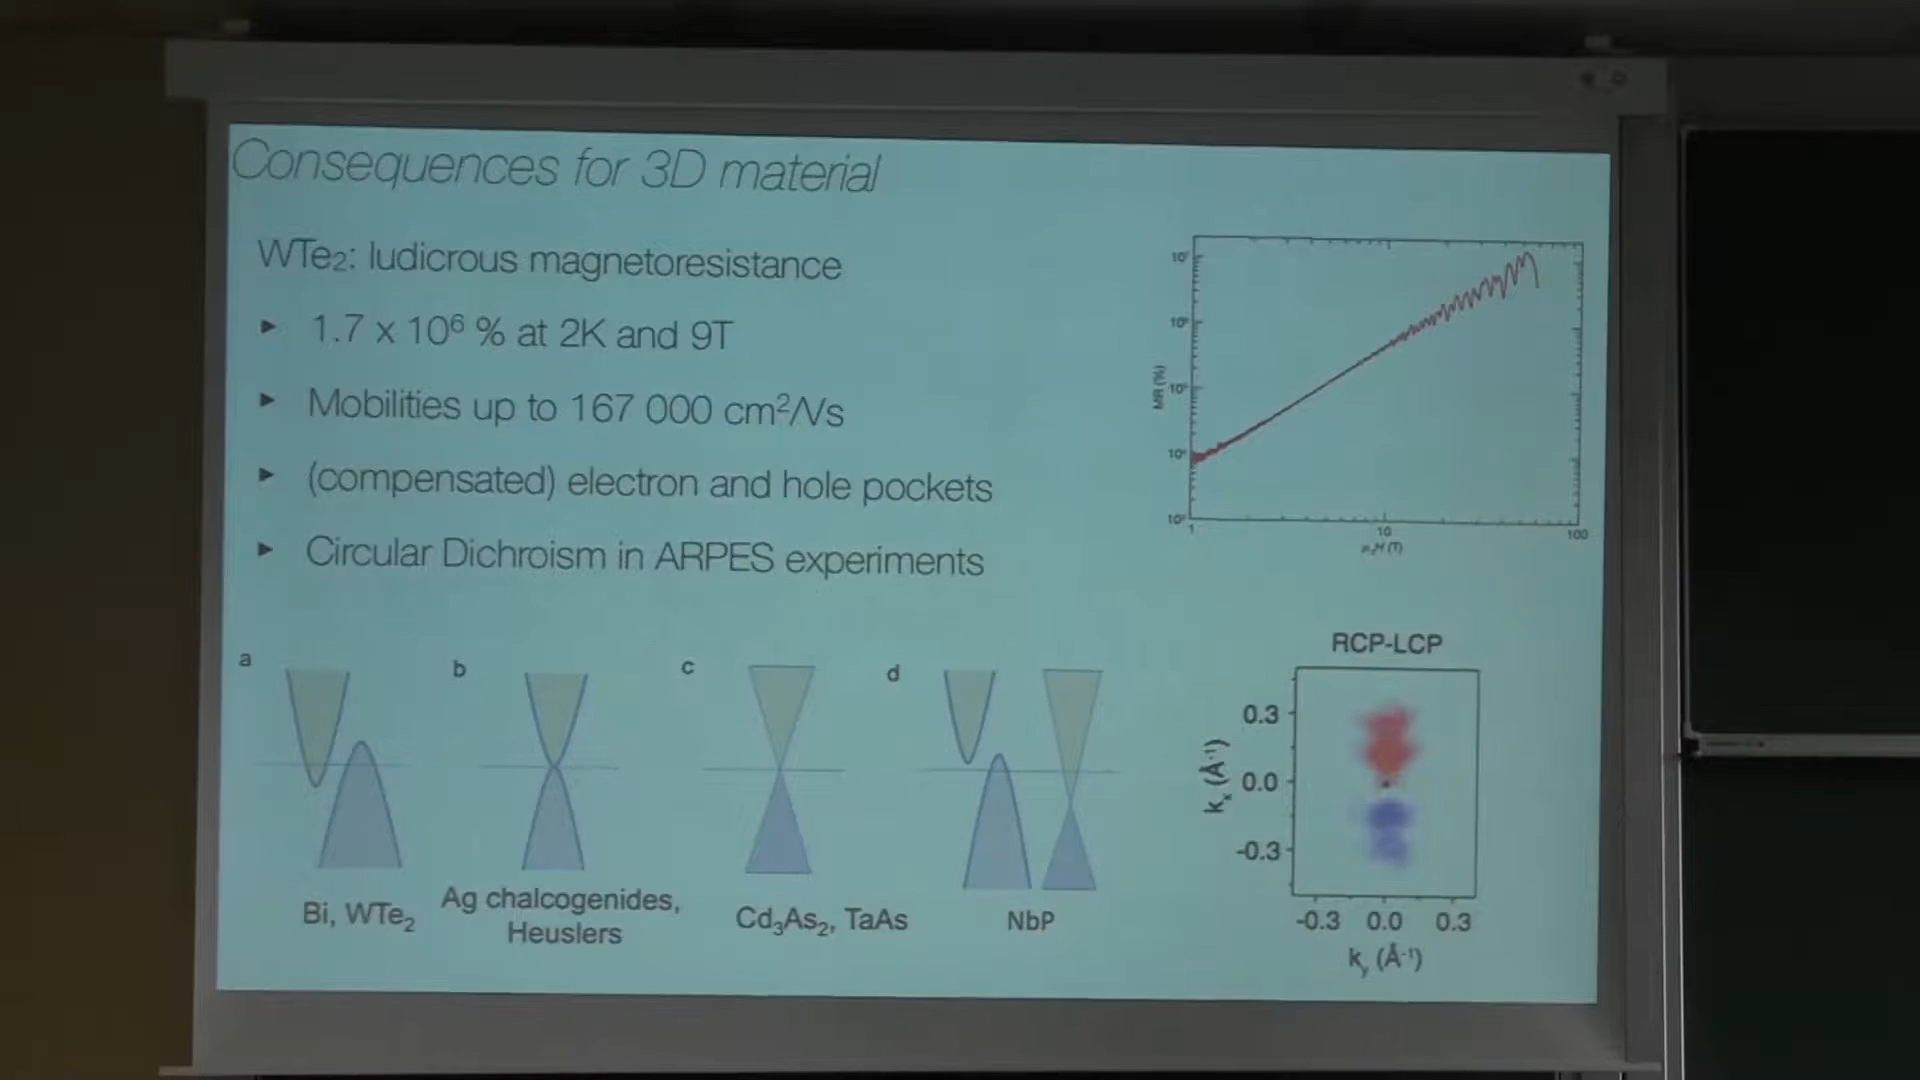 Consequences for 3D material
WTe₂: ludicrous magnetoresistance
► 1.7 x 10⁶ % at 2K and 9T
► Mobilities up to 167 000 cm²/Vs
► (compensated) electron and hole pockets
► Circular Dichroism in ARPES experiments
MR (%)
1
10
100
a
b
c
d
Bi, WTe₂
Ag chalcogenides,
Heuslers
Cd₃As₂, TaAs
NbP
RCP-LCP
kₓ (Å⁻¹)
0.3
0.0
-0.3
-0.3 0.0 0.3
kᵧ (Å⁻¹)